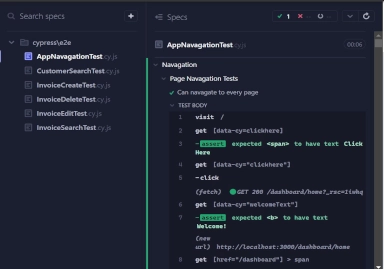 Search specs
+
cypress\e2e
AppNavagationTest.cy.js
CustomerSearchTest.cy.js
InvoiceCreateTest.cy.js
InvoiceDeleteTest.cy.js
InvoiceEditTest.cy.js
InvoiceSearchTest.cy.js
Specs
1
--
AppNavagationTest.cy.js
00:06
Navagation
Page Navagation Tests
Can navagate to every page
TEST BODY
1 visit /
2 get [data-cy=clickhere]
3 -assert expected <span> to have text Click
Here
4 get [data-cy="clickhere"]
5 -click
(fetch) GET 200 /dashboard/home?_rsc=
6 get [data-cy="welcomeText"]
7 -assert expected <b> to have text
Welcome!
(new
url) http://localhost:3000/dashboard/home
8 get [href="/dashboard"] > span